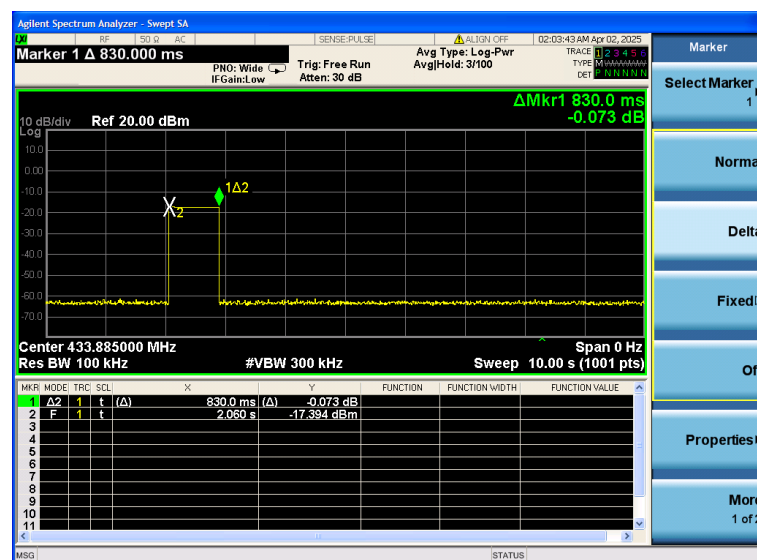 Agilent Spectrum Analyzer - Swept SA
RF 50 Ω AC SENSE:PULSE ALIGN OFF 02:03:43 AM Apr 02, 2025
Marker 1 Δ 830.000 ms
PNO: Wide
IFGain:Low
Trig: Free Run
Atten: 30 dB
Avg Type: Log-Pwr
Avg|Hold: 3/100
TRACE 1 2 3 4 5 6
TYPE M
DET P N N N N N
ΔMkr1 830.0 ms
-0.073 dB
10 dB/div Ref 20.00 dBm
Log
10.0
0.00
-10.0
-20.0
-30.0
-40.0
-50.0
-60.0
-70.0
1Δ2
X2
Center 433.885000 MHz Span 0 Hz
Res BW 100 kHz #VBW 300 kHz Sweep 10.00 s (1001 pts)
MKR MODE TRC SCL X Y FUNCTION FUNCTION WIDTH FUNCTION VALUE
1 Δ2 1 t (Δ) 830.0 ms (Δ) -0.073 dB
2 F 1 t 2.060 s -17.394 dBm
3
4
5
6
7
8
9
10
11
MSG STATUS
Marker
Select Marker
1
Norma
Delta
Fixed
Of
Properties
More
1 of 2